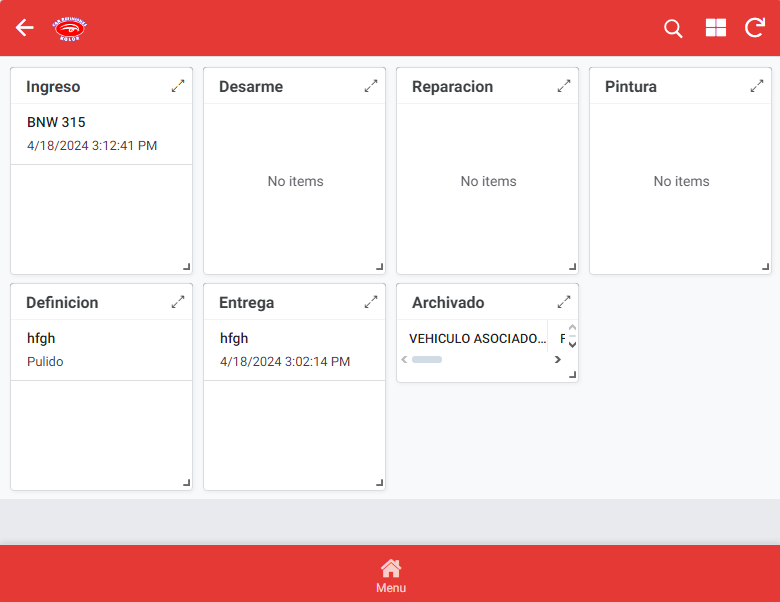 Ingreso
Desarme
Reparacion
Pintura
BNW 315
4/18/2024 3:12:41 PM
No items
No items
No items
Definicion
Entrega
Archivado
hfgh
Pulido
hfgh
4/18/2024 3:02:14 PM
VEHICULO ASOCIADO...
Menu